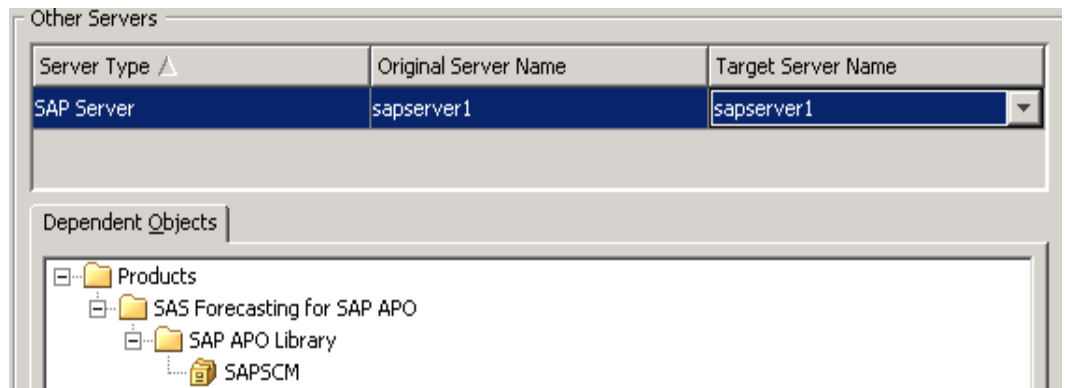 Other Servers
Server Type Original Server Name Target Server Name
SAP Server sapserver1 sapserver1
Dependent Objects
Products
SAS Forecasting for SAP APO
SAP APO Library
SAPSCM